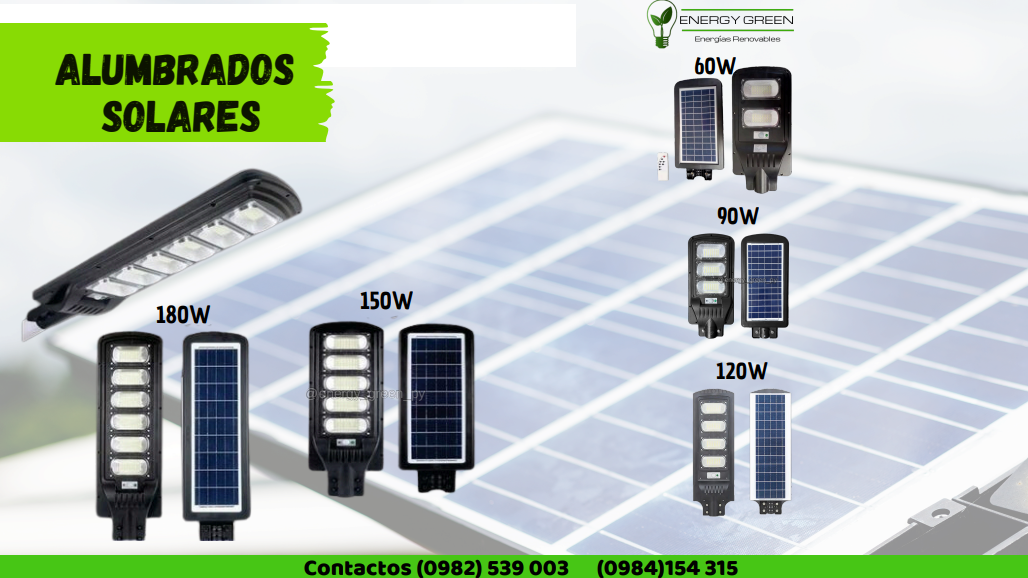 ALUMBRADOS
SOLARES
ENERGY GREEN
Energías Renovables
60W
90W
180W
150W
@energy_green_py
120W
Contactos (0982) 539 003 (0984)154 315